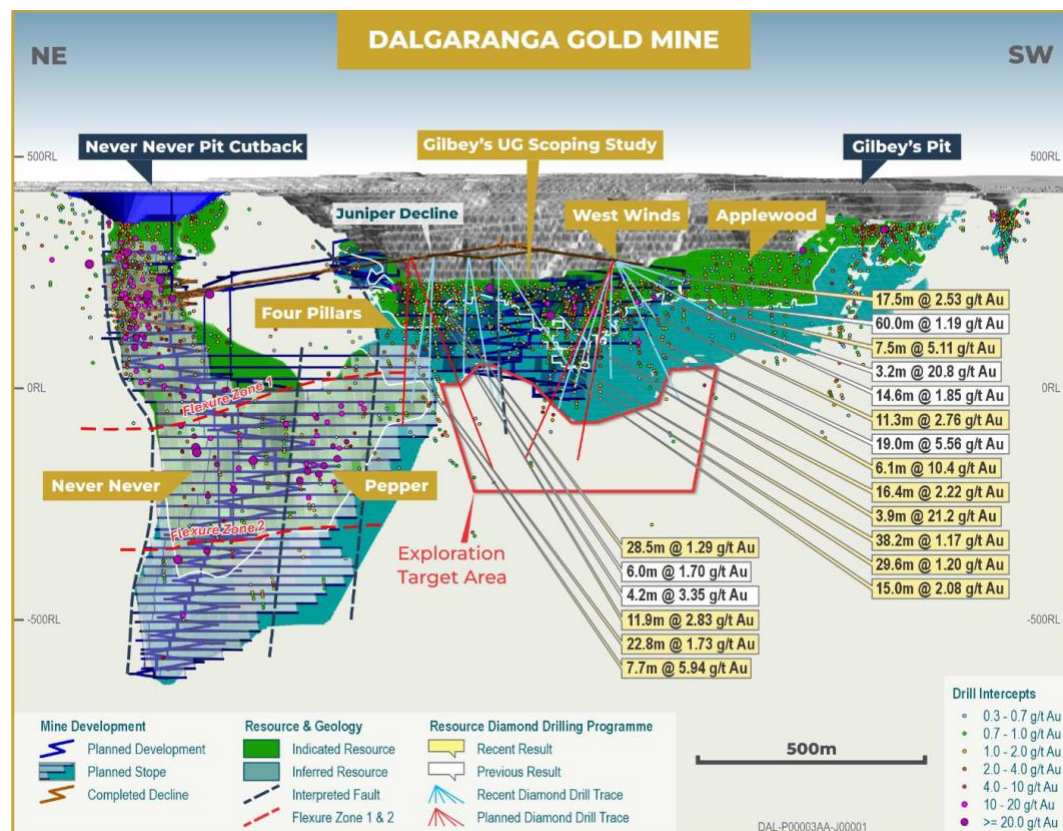 DALGARANGA GOLD MINE
NE
SW
500RL
500RL
Never Never Pit Cutback
Gilbey's UG Scoping Study
Gilbey's Pit
Juniper Decline
West Winds
Applewood
Four Pillars
17.5m @ 2.53 g/t Au
60.0m @ 1.19 g/t Au
7.5m @ 5.11 g/t Au
3.2m @ 20.8 g/t Au
14.6m @ 1.85 g/t Au
11.3m @ 2.76 g/t Au
19.0m @ 5.56 g/t Au
6.1m @ 10.4 g/t Au
16.4m @ 2.22 g/t Au
3.9m @ 21.2 g/t Au
38.2m @ 1.17 g/t Au
29.6m @ 1.20 g/t Au
15.0m @ 2.08 g/t Au
0RL
0RL
Flexure Zone 1
Never Never
Pepper
Flexure Zone 2
Exploration
Target Area
28.5m @ 1.29 g/t Au
6.0m @ 1.70 g/t Au
4.2m @ 3.35 g/t Au
11.9m @ 2.83 g/t Au
22.8m @ 1.73 g/t Au
7.7m @ 5.94 g/t Au
-500RL
-500RL
Mine Development
Planned Development
Planned Stope
Completed Decline
Resource & Geology
Indicated Resource
Inferred Resource
Interpreted Fault
Flexure Zone 1 & 2
Resource Diamond Drilling Programme
Recent Result
Previous Result
Recent Diamond Drill Trace
Planned Diamond Drill Trace
500m
DAL-P00003AA-J00001
Drill Intercepts
0.3 - 0.7 g/t Au
0.7 - 1.0 g/t Au
1.0 - 2.0 g/t Au
2.0 - 4.0 g/t Au
4.0 - 10 g/t Au
10 - 20 g/t Au
>= 20.0 g/t Au